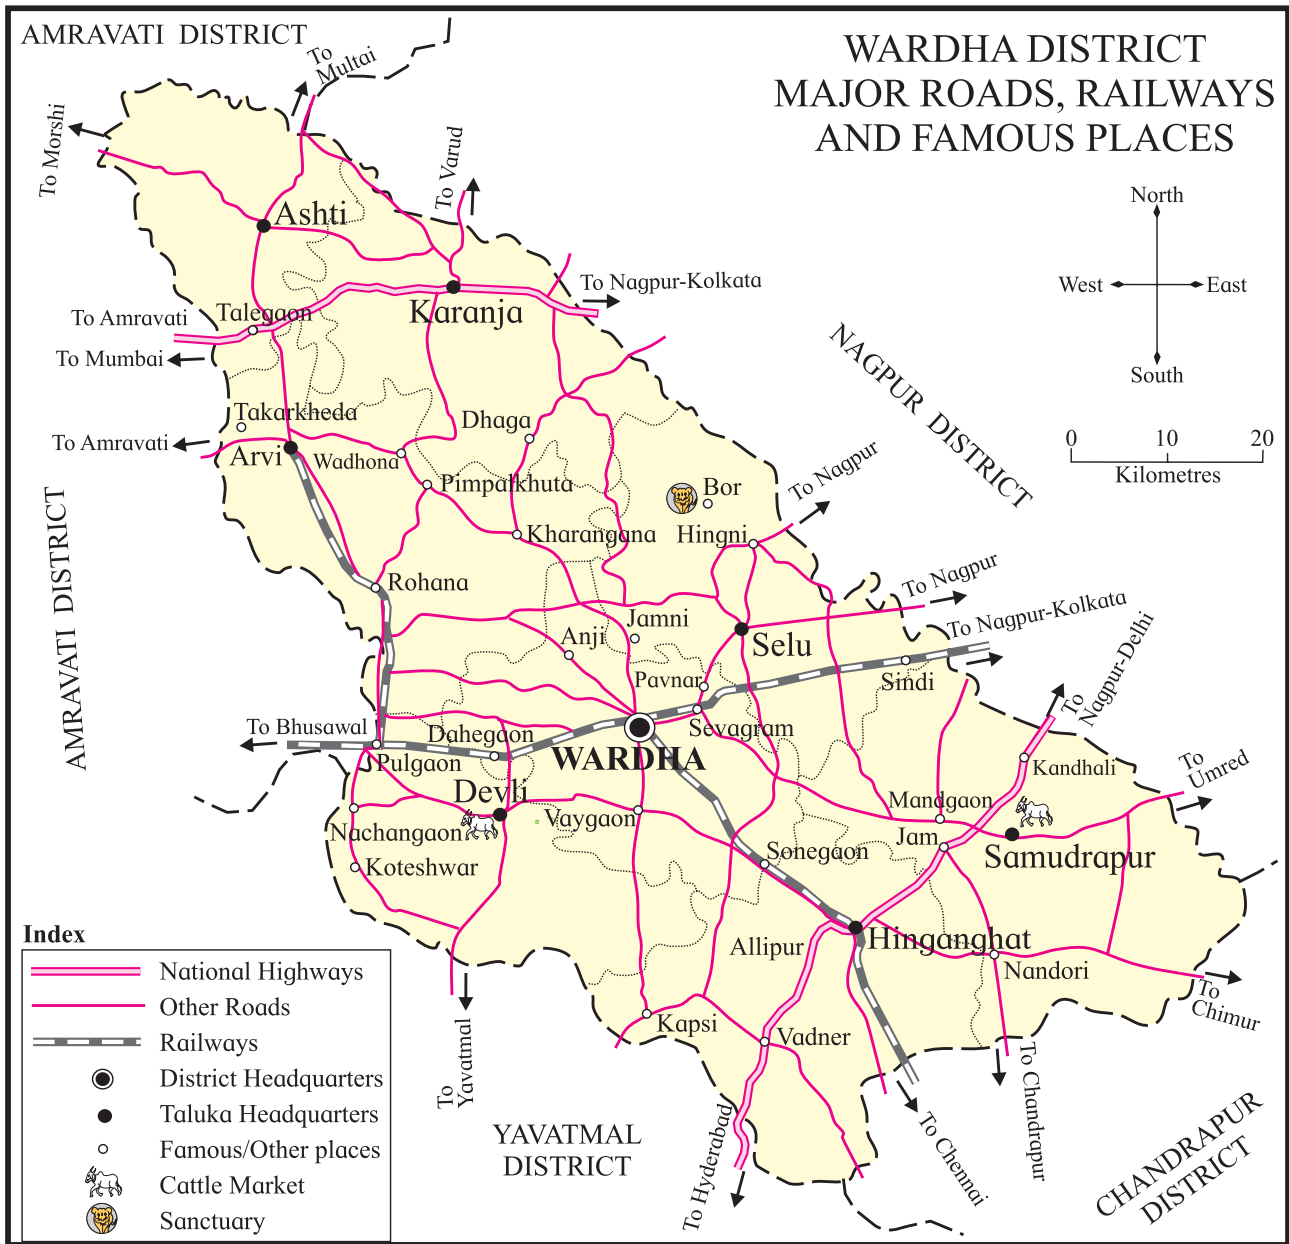 AMRAVATI DISTRICT
To
Multai
WARDHA DISTRICT
MAJOR ROADS, RAILWAYS
AND FAMOUS PLACES
To Morshi
To Varud
North
West
East
South
Ashti
To Nagpur-Kolkata
Karanja
To Amravati
Talegaon
To Mumbai
NAGPUR DISTRICT
0 10 20
Kilometres
Takarkheda
Dhaga
To Amravati
Arvi
Wadhona
To Nagpur
Pimpalkhuta
Bor
AMRAVATI DISTRICT
Kharangana
Hingni
Rohana
To Nagpur
To Nagpur-Kolkata
Jamni
Anji
Selu
To
Nagpur-Delhi
Pavnar
Sindi
To Bhusawal
Dahegaon
Sevagram
Pulgaon
WARDHA
Kandhali
To
Umred
Devli
Mandgaon
Nachangaon
Vaygaon
Jam
Samudrapur
Koteshwar
Sonegaon
Allipur
Hinganghat
Nandori
To
Chimur
Kapsi
Vadner
To
Yavatmal
To Chandrapur
YAVATMAL
DISTRICT
To Hyderabad
To Chennai
CHANDRAPUR
DISTRICT
Index
National Highways
Other Roads
Railways
District Headquarters
Taluka Headquarters
Famous/Other places
Cattle Market
Sanctuary